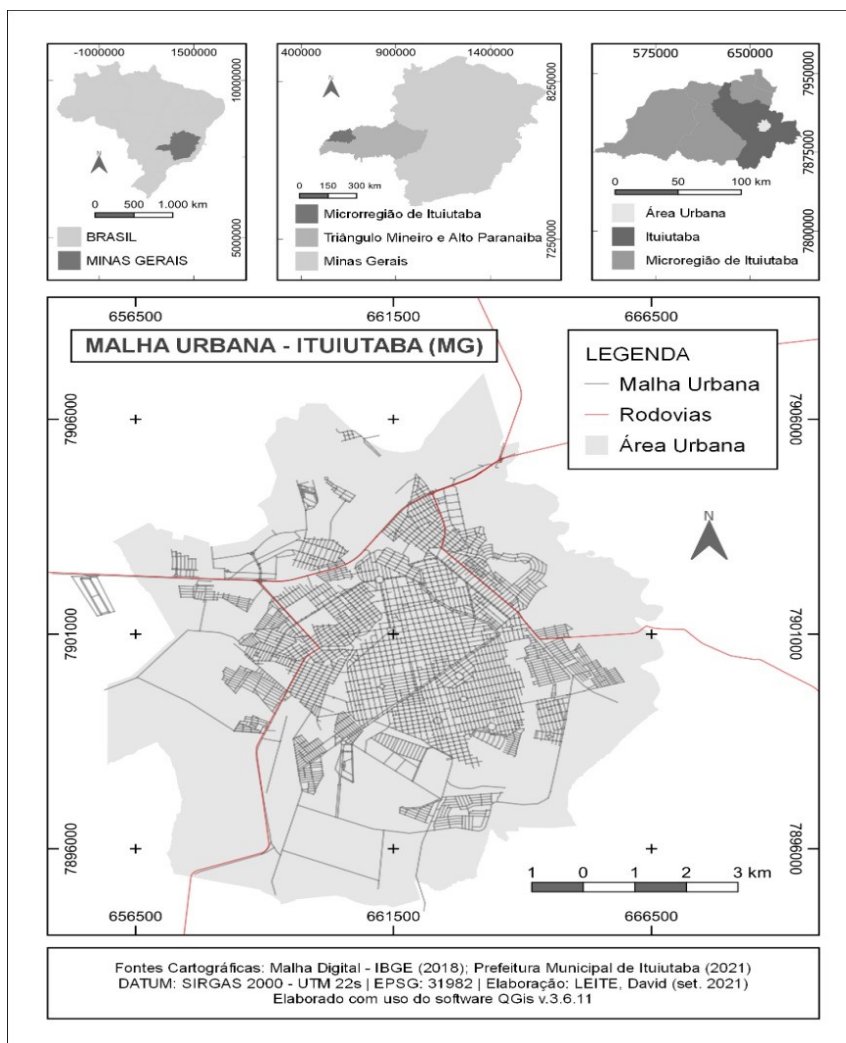 -1000000 1500000
10000000
5000000
N
0 500 1.000 km
BRASIL
MINAS GERAIS
400000 900000 1400000
8250000
7250000
N
0 150 300 km
Microrregião de Ituiutaba
Triângulo Mineiro e Alto Paranaiba
Minas Gerais
575000 650000
7950000
7875000
7800000
0 50 100 km
Área Urbana
Ituiutaba
Microregião de Ituiutaba
656500 661500 666500
MALHA URBANA - ITUIUTABA (MG)
LEGENDA
Malha Urbana
Rodovias
Área Urbana
7906000 7906000
N
7901000 7901000
7896000 7896000
1 0 1 2 3 km
656500 661500 666500
Fontes Cartográficas: Malha Digital - IBGE (2018); Prefeitura Municipal de Ituiutaba (2021)
DATUM: SIRGAS 2000 - UTM 22s | EPSG: 31982 | Elaboração: LEITE, David (set. 2021)
Elaborado com uso do software QGis v.3.6.11